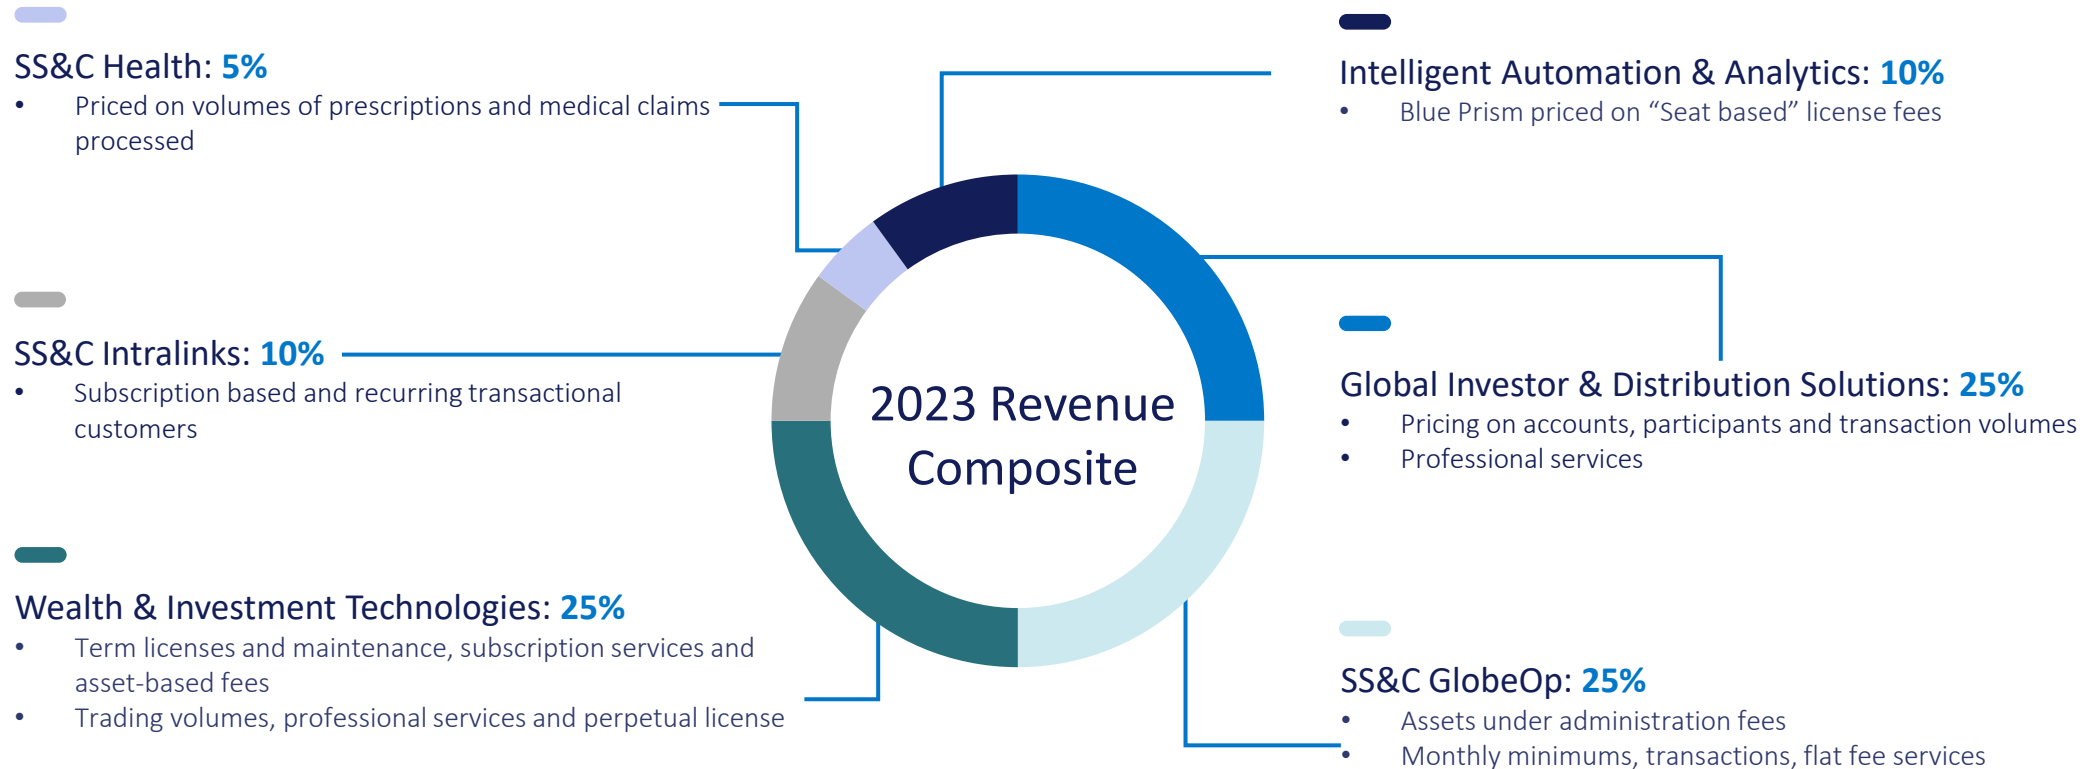 SS&C Health: 5%
• Priced on volumes of prescriptions and medical claims
processed
SS&C Intralinks: 10%
• Subscription based and recurring transactional
customers
Wealth & Investment Technologies: 25%
• Term licenses and maintenance, subscription services and
asset-based fees
• Trading volumes, professional services and perpetual license
2023 Revenue
Composite
Intelligent Automation & Analytics: 10%
• Blue Prism priced on “Seat based” license fees
Global Investor & Distribution Solutions: 25%
• Pricing on accounts, participants and transaction volumes
• Professional services
SS&C GlobeOp: 25%
• Assets under administration fees
• Monthly minimums, transactions, flat fee services